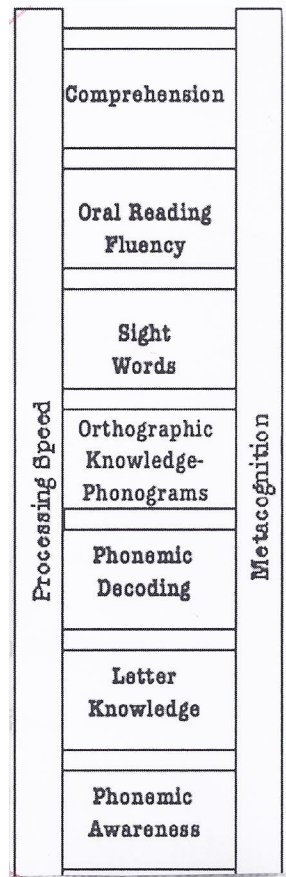 Comprehension
Oral Reading
Fluency
Sight
Words
Orthographic
Knowledge-
Phonograms
Phonemic
Decoding
Letter
Knowledge
Phonemic
Awareness
Processing Speed
Metacognition